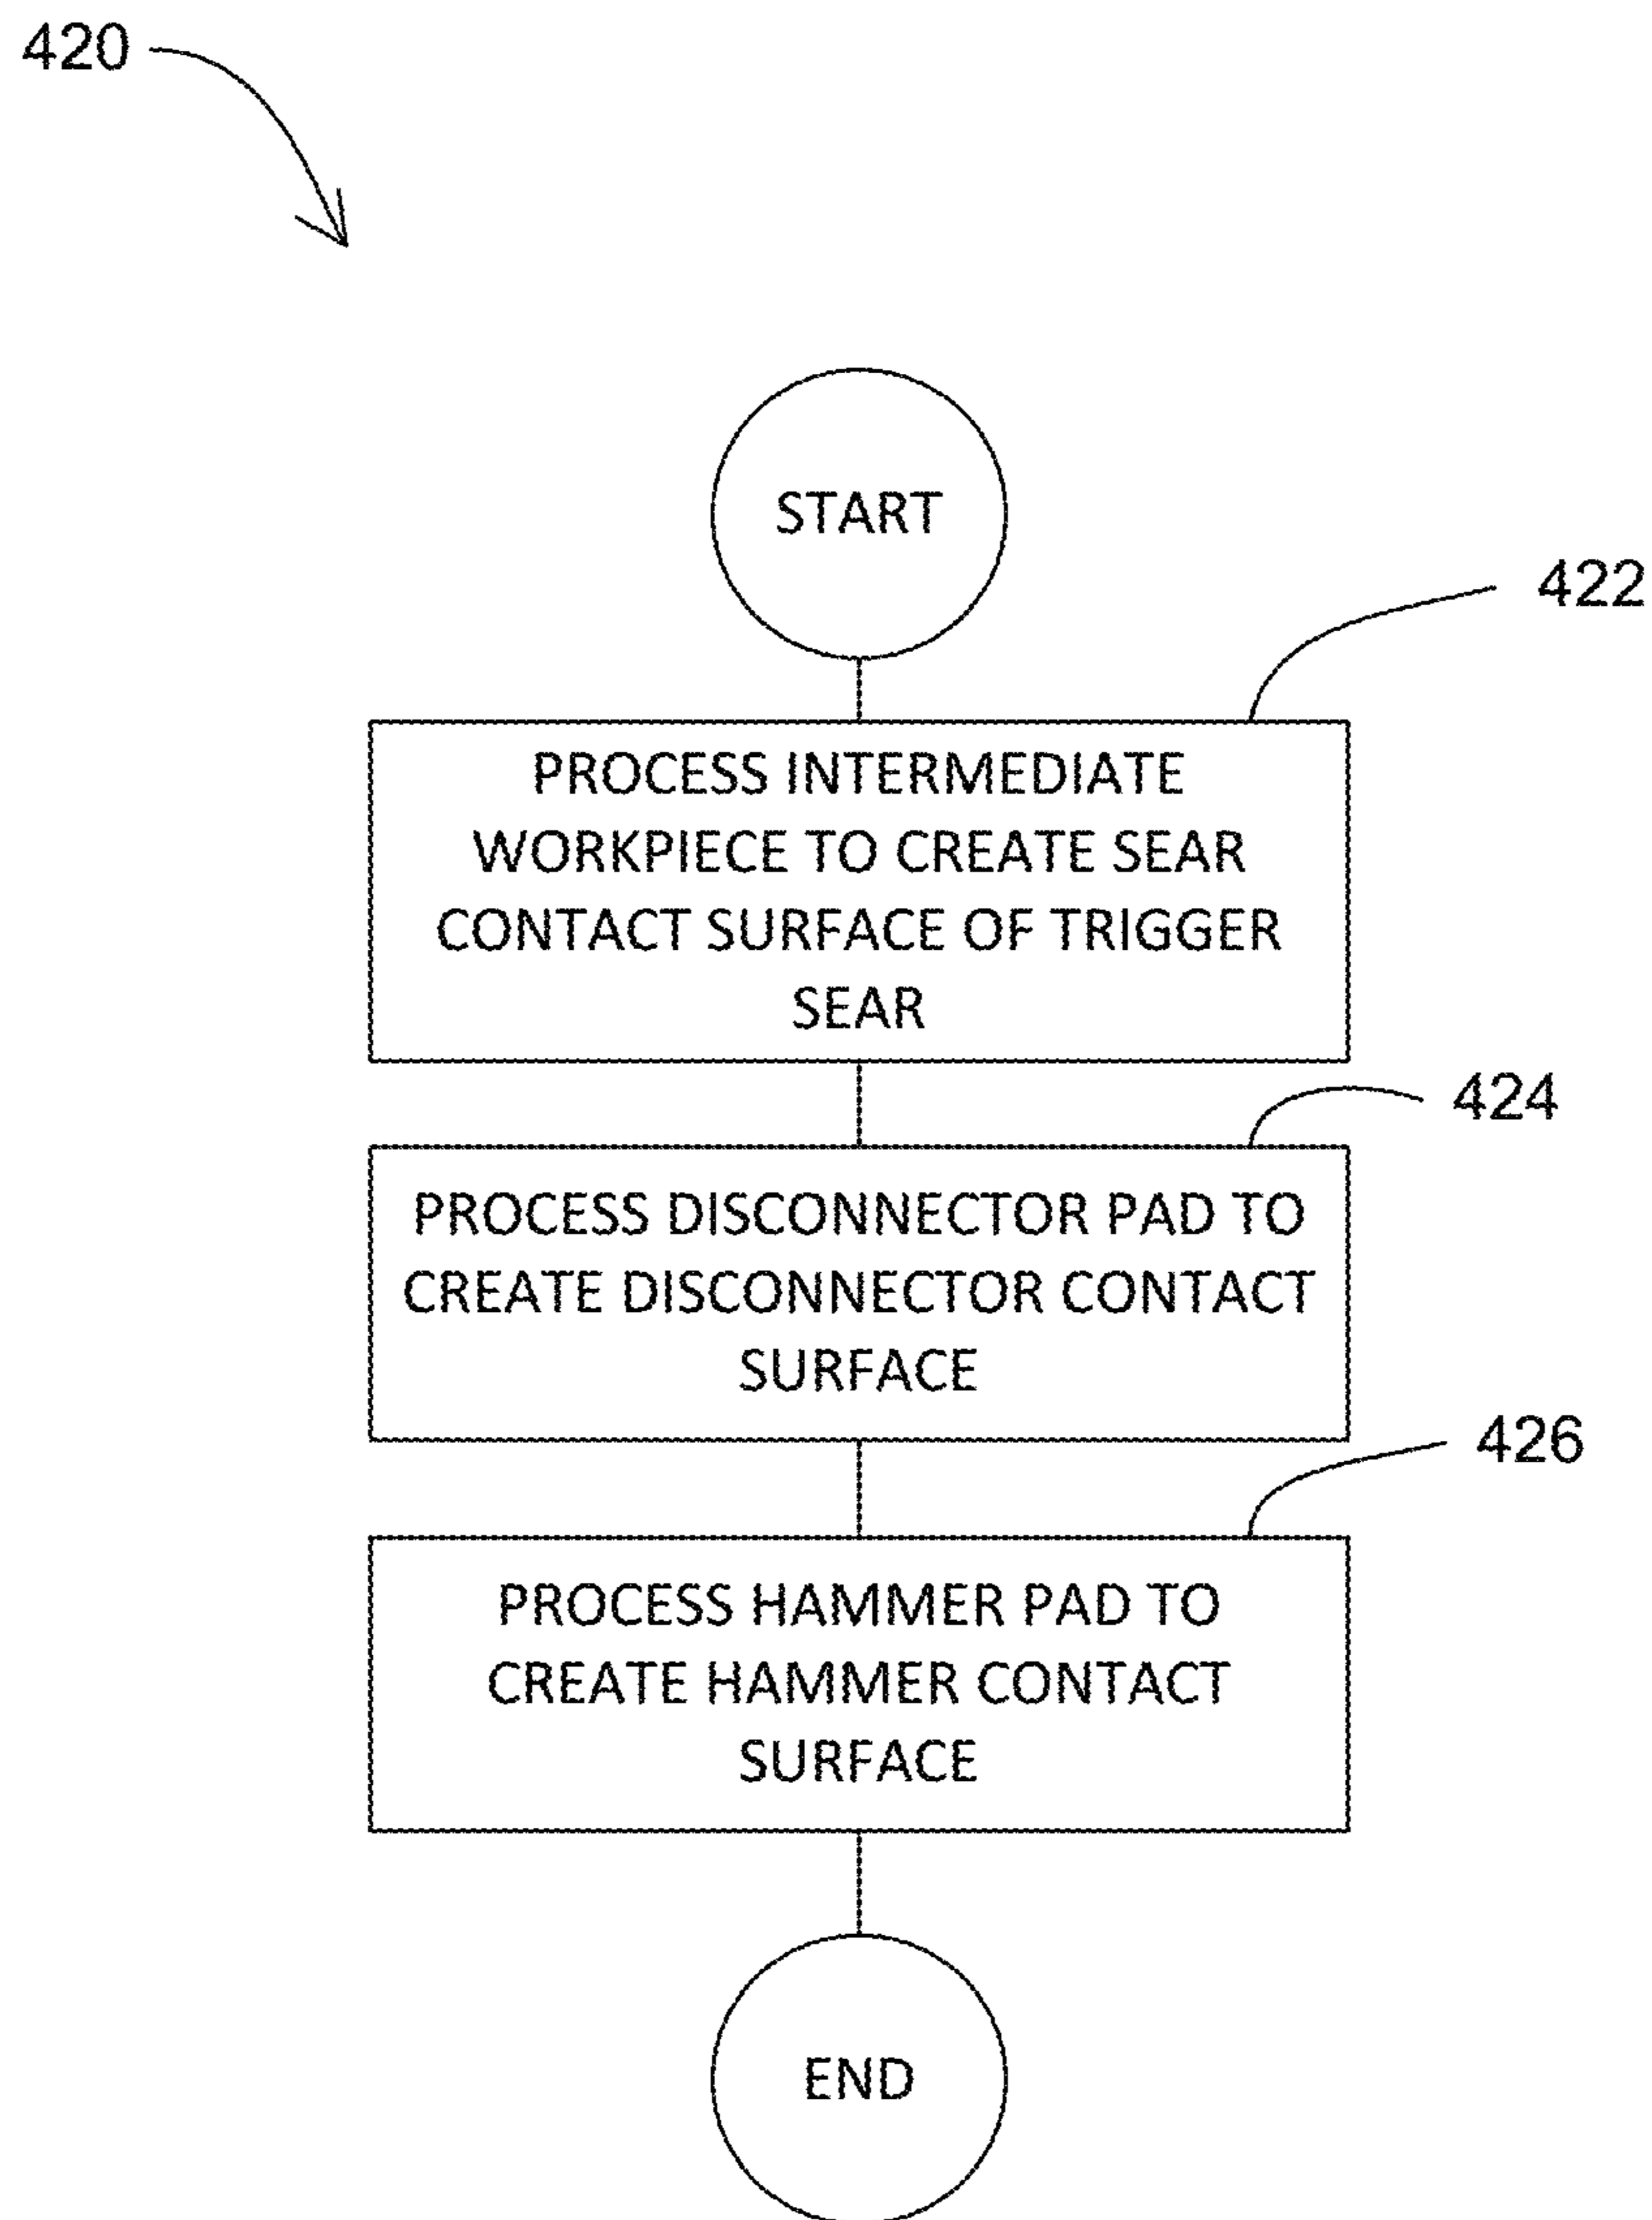 420
START
422
PROCESS INTERMEDIATE
WORKPIECE TO CREATE SEAR
CONTACT SURFACE OF TRIGGER
SEAR
424
PROCESS DISCONNECTOR PAD TO
CREATE DISCONNECTOR CONTACT
SURFACE
426
PROCESS HAMMER PAD TO
CREATE HAMMER CONTACT
SURFACE
END